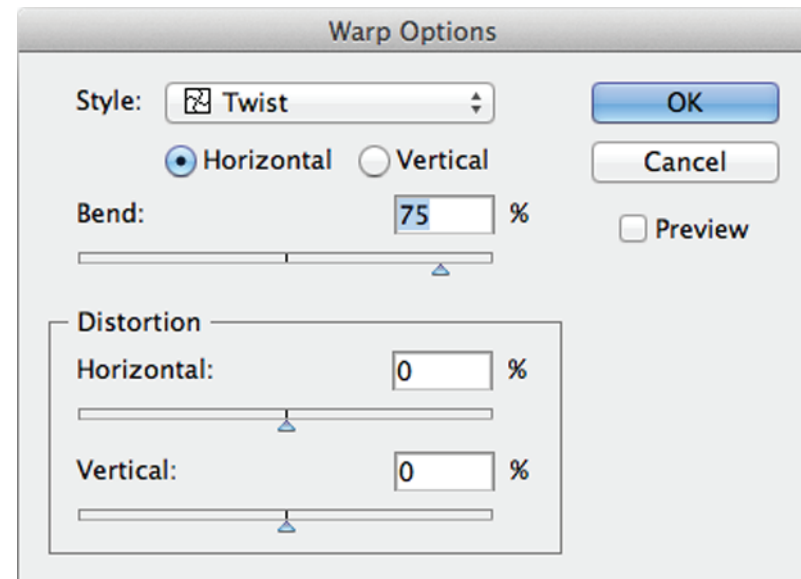 Warp Options
Style: Twist
OK
Horizontal Vertical
Cancel
Bend: 75 %
Preview
Distortion
Horizontal: 0 %
Vertical: 0 %